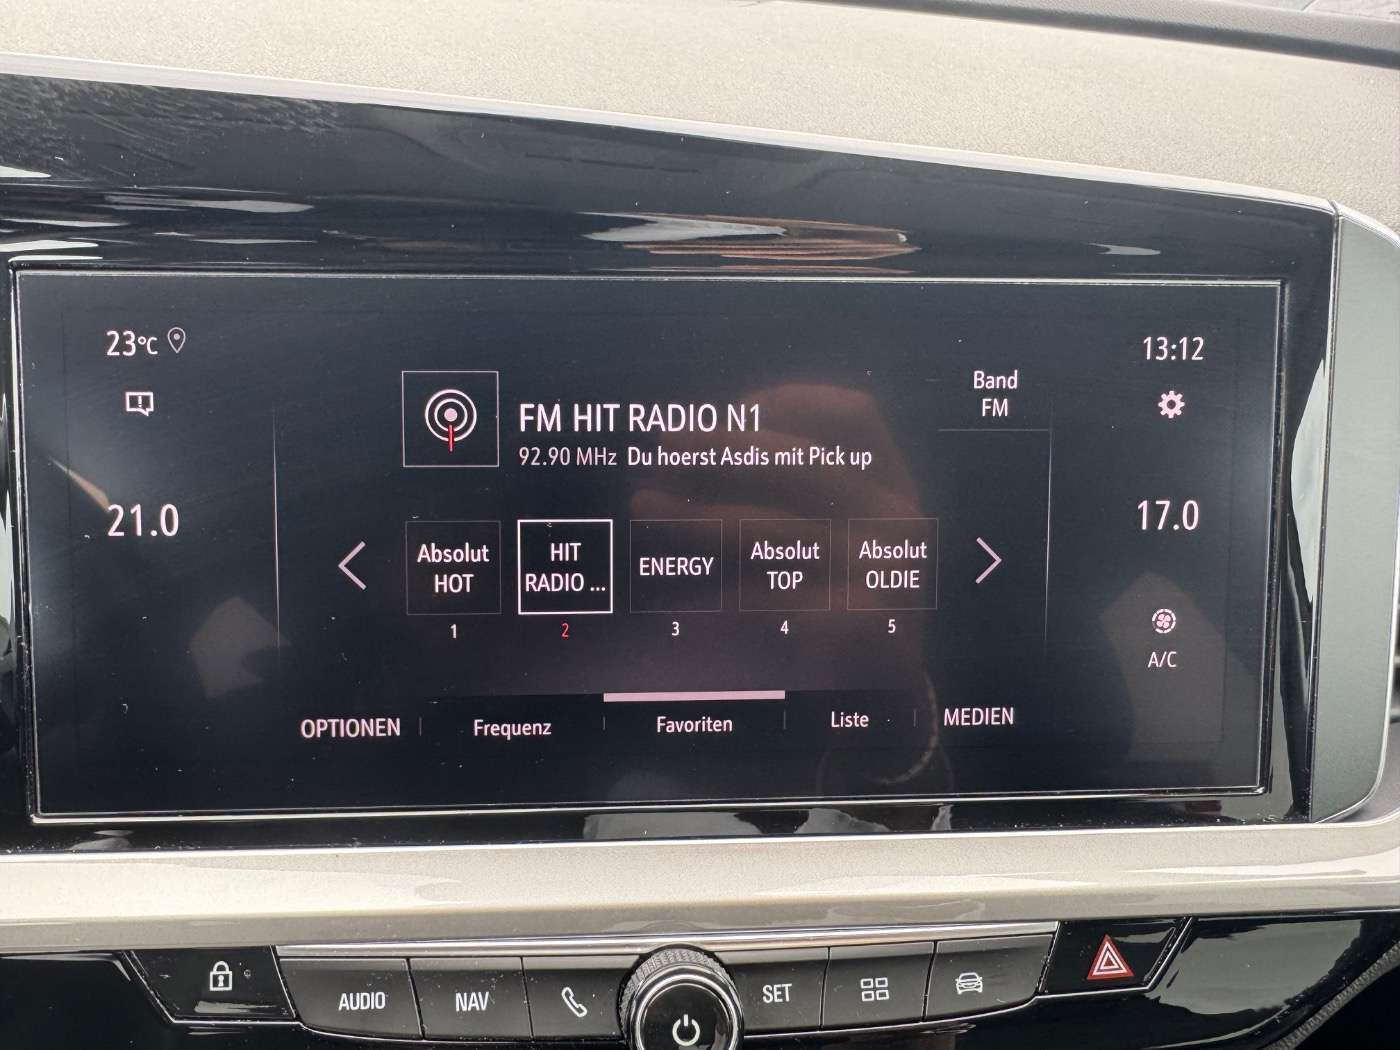 23°C
13:12
Band
FM
FM HIT RADIO N1
92.90 MHz Du hoerst Asdis mit Pick up
21.0
17.0
Absolut
HOT
HIT
RADIO ...
ENERGY
Absolut
TOP
Absolut
OLDIE
1
2
3
4
5
A/C
OPTIONEN
Frequenz
Favoriten
Liste
MEDIEN
AUDIO
NAV
SET